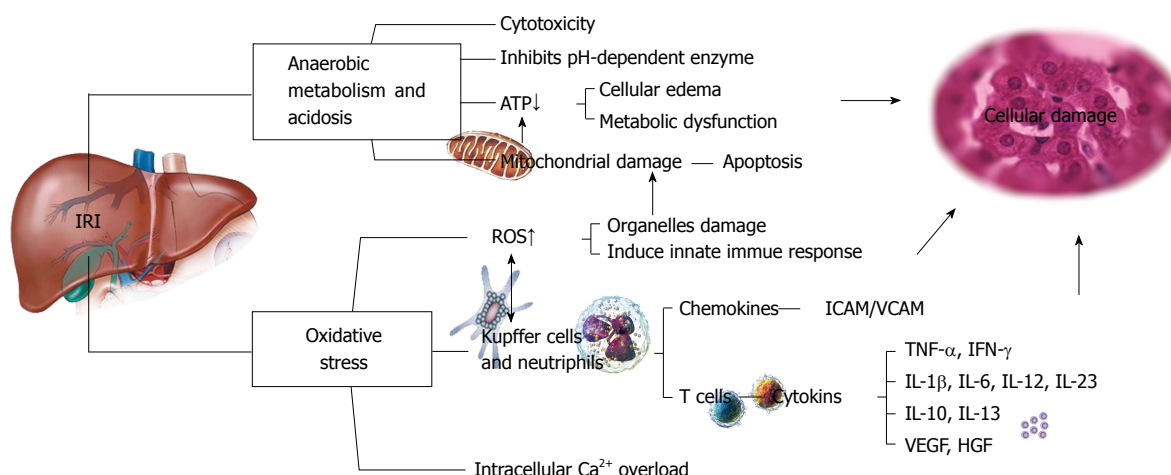 Cytotoxicity
Inhibits pH-dependent enzyme
Anaerobic
metabolism and
acidosis
ATP↓
Cellular edema
Metabolic dysfunction
Cellular damage
Mitochondrial damage
Apoptosis
IRI
ROS↑
Organelles damage
Induce innate immue response
Oxidative
stress
Kupffer cells
and neutriphils
Chemokines
ICAM/VCAM
T cells
Cytokins
TNF-α, IFN-γ
IL-1β, IL-6, IL-12, IL-23
IL-10, IL-13
VEGF, HGF
Intracellular Ca²⁺ overload